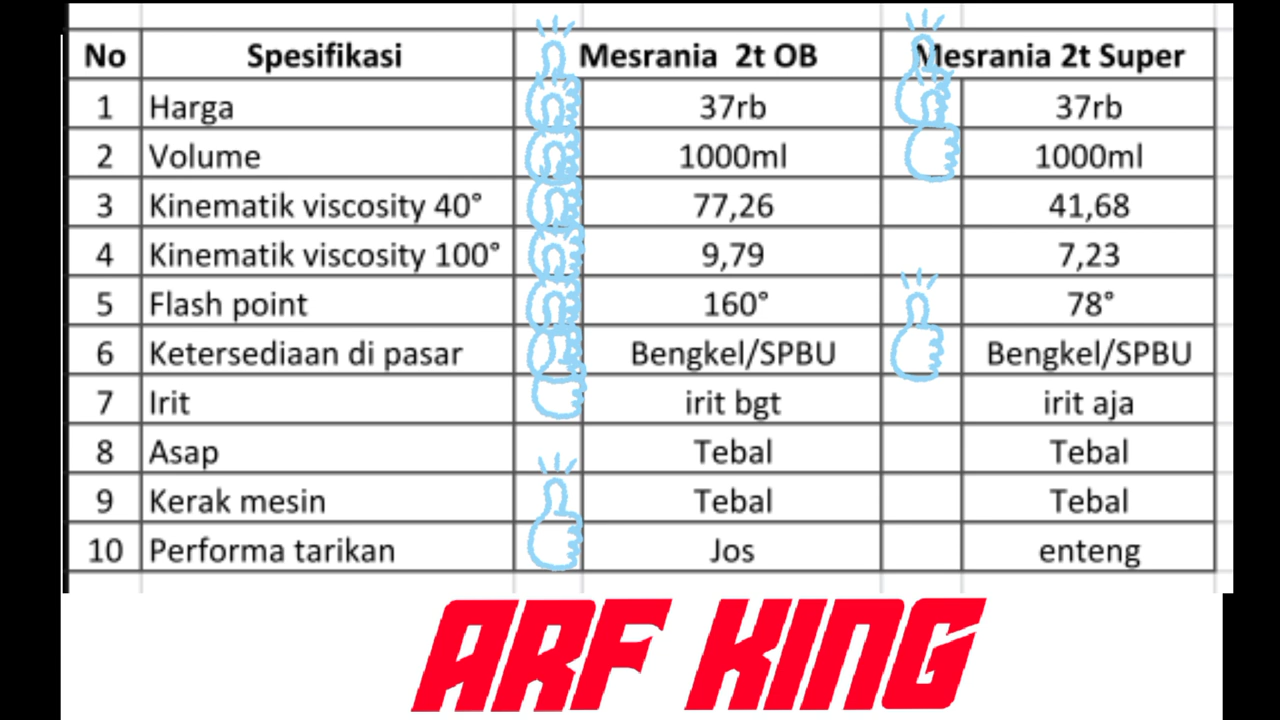 No Spesifikasi Mesrania 2t OB Mesrania 2t Super
1 Harga 37rb 37rb
2 Volume 1000ml 1000ml
3 Kinematik viscosity 40° 77,26 41,68
4 Kinematik viscosity 100° 9,79 7,23
5 Flash point 160° 78°
6 Ketersediaan di pasar Bengkel/SPBU Bengkel/SPBU
7 Irit irit bgt irit aja
8 Asap Tebal Tebal
9 Kerak mesin Tebal Tebal
10 Performa tarikan Jos enteng
ARF KING